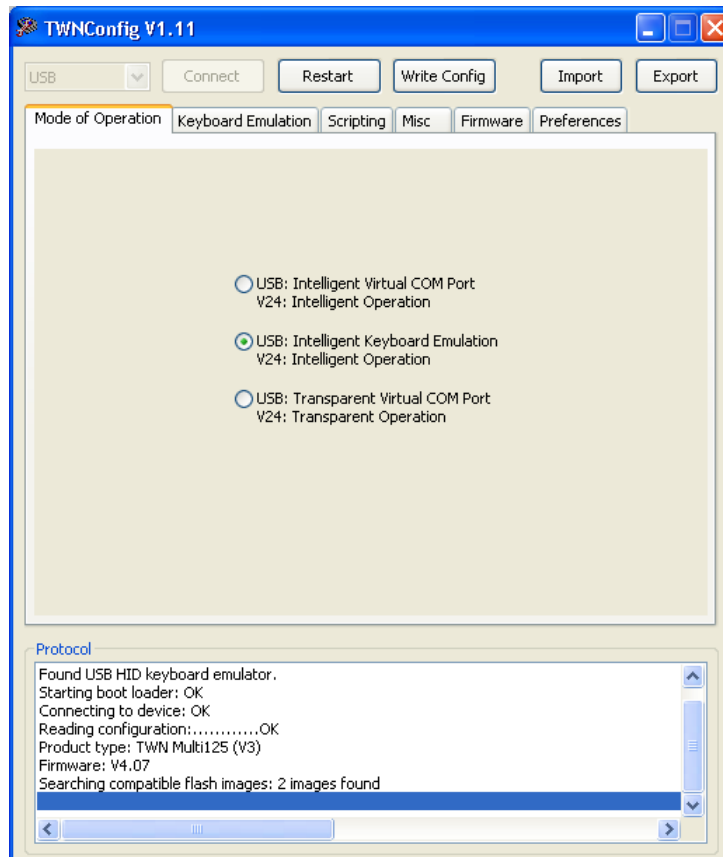 TWNConfig V1.11
USB Connect Restart Write Config Import Export
Mode of Operation Keyboard Emulation Scripting Misc Firmware Preferences
USB: Intelligent Virtual COM Port
V24: Intelligent Operation
USB: Intelligent Keyboard Emulation
V24: Intelligent Operation
USB: Transparent Virtual COM Port
V24: Transparent Operation
Protocol
Found USB HID keyboard emulator.
Starting boot loader: OK
Connecting to device: OK
Reading configuration:............OK
Product type: TWN Multi125 (V3)
Firmware: V4.07
Searching compatible flash images: 2 images found